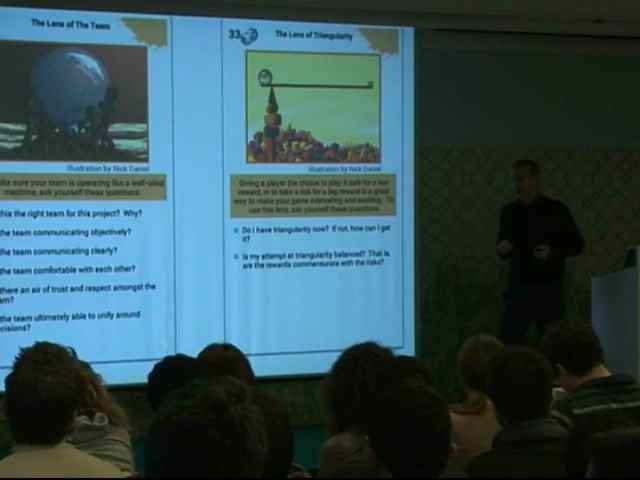 The Lens of The Team
Illustration by Nick Daniel
ke sure your team is operating like a well-oiled
machine, ask yourself these questions:
this the right team for this project? Why?
the team communicating objectively?
the team communicating clearly?
the team comfortable with each other?
there an air of trust and respect amongst the
am?
the team ultimately able to unify around
cisions?
33
The Lens of Triangularity
Illustration by Nick Daniel
Giving a player the choice to play it safe for a low
reward, or to take a risk for a big reward is a great
way to make your game interesting and exciting. To
use this lens, ask yourself these questions:
Do I have triangularity now? If not, how can I get
it?
Is my attempt at triangularity balanced? That is,
are the rewards commensurate with the risks?